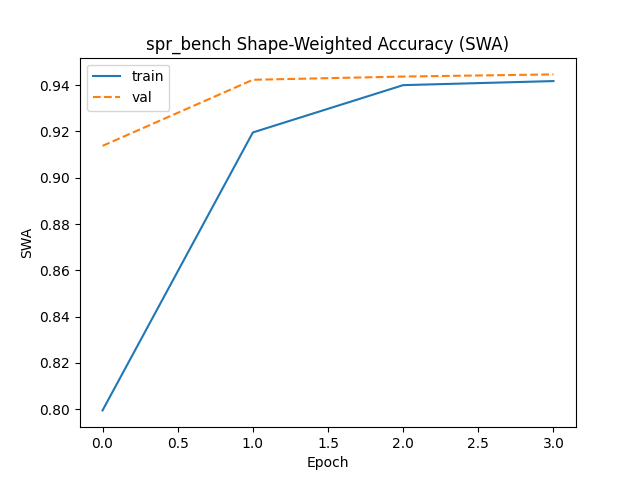 spr_bench Shape-Weighted Accuracy (SWA)
train
val
0.94
0.92
0.90
0.88
0.86
0.84
0.82
0.80
SWA
0.0 0.5 1.0 1.5 2.0 2.5 3.0
Epoch